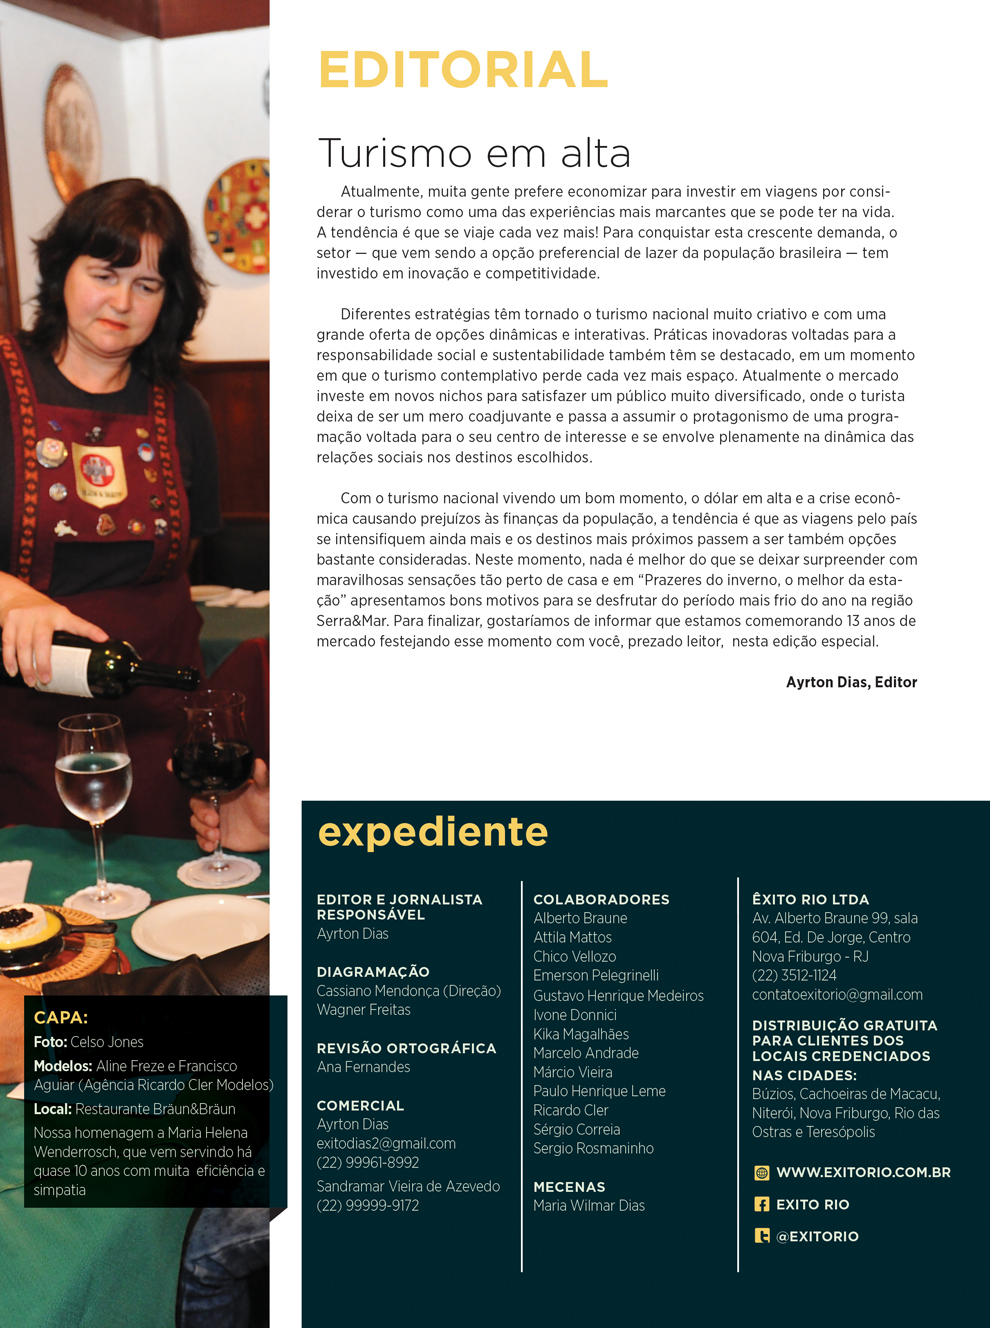 EDITORIAL
Turismo em alta
Atualmente, muita gente prefere economizar para investir em viagens por consi-
derar o turismo como uma das experiências mais marcantes que se pode ter na vida.
A tendência é que se viaje cada vez mais! Para conquistar esta crescente demanda, o
setor — que vem sendo a opção preferencial de lazer da população brasileira — tem
investido em inovação e competitividade.
Diferentes estratégias têm tornado o turismo nacional muito criativo e com uma
grande oferta de opções dinâmicas e interativas. Práticas inovadoras voltadas para a
responsabilidade social e sustentabilidade também têm se destacado, em um momento
em que o turismo contemplativo perde cada vez mais espaço. Atualmente o mercado
investe em novos nichos para satisfazer um público muito diversificado, onde o turista
deixa de ser um mero coadjuvante e passa a assumir o protagonismo de uma progra-
mação voltada para o seu centro de interesse e se envolve plenamente na dinâmica das
relações sociais nos destinos escolhidos.
Com o turismo nacional vivendo um bom momento, o dólar em alta e a crise econô-
mica causando prejuízos às finanças da população, a tendência é que as viagens pelo país
se intensifiquem ainda mais e os destinos mais próximos passem a ser também opções
bastante consideradas. Neste momento, nada é melhor do que se deixar surpreender com
maravilhosas sensações tão perto de casa e em “Prazeres do inverno, o melhor da esta-
ção” apresentamos bons motivos para se desfrutar do período mais frio do ano na região
Serra&Mar. Para finalizar, gostaríamos de informar que estamos comemorando 13 anos de
mercado festejando esse momento com você, prezado leitor, nesta edição especial.
Ayrton Dias, Editor
CAPA:
Foto: Celso Jones
Modelos: Aline Freze e Francisco
Aguiar (Agência Ricardo Cler Modelos)
Local: Restaurante Bräun&Bräun
Nossa homenagem a Maria Helena
Wenderrosch, que vem servindo há
quase 10 anos com muita eficiência e
simpatia
expediente
EDITOR E JORNALISTA
RESPONSÁVEL
Ayrton Dias
DIAGRAMAÇÃO
Cassiano Mendonça (Direção)
Wagner Freitas
REVISÃO ORTOGRÁFICA
Ana Fernandes
COMERCIAL
Ayrton Dias
exitodias2@gmail.com
(22) 99961-8992
Sandramar Vieira de Azevedo
(22) 99999-9172
COLABORADORES
Alberto Braune
Attila Mattos
Chico Vellozo
Emerson Pelegrinelli
Gustavo Henrique Medeiros
Ivone Donnici
Kika Magalhães
Marcelo Andrade
Márcio Vieira
Paulo Henrique Leme
Ricardo Cler
Sérgio Correia
Sergio Rosmaninho
MECENAS
Maria Wilmar Dias
ÊXITO RIO LTDA
Av. Alberto Braune 99, sala
604, Ed. De Jorge, Centro
Nova Friburgo - RJ
(22) 3512-1124
contatoexitorio@gmail.com
DISTRIBUIÇÃO GRATUITA
PARA CLIENTES DOS
LOCAIS CREDENCIADOS
NAS CIDADES:
Búzios, Cachoeiras de Macacu,
Niterói, Nova Friburgo, Rio das
Ostras e Teresópolis
WWW.EXITORIO.COM.BR
EXITO RIO
@EXITORIO